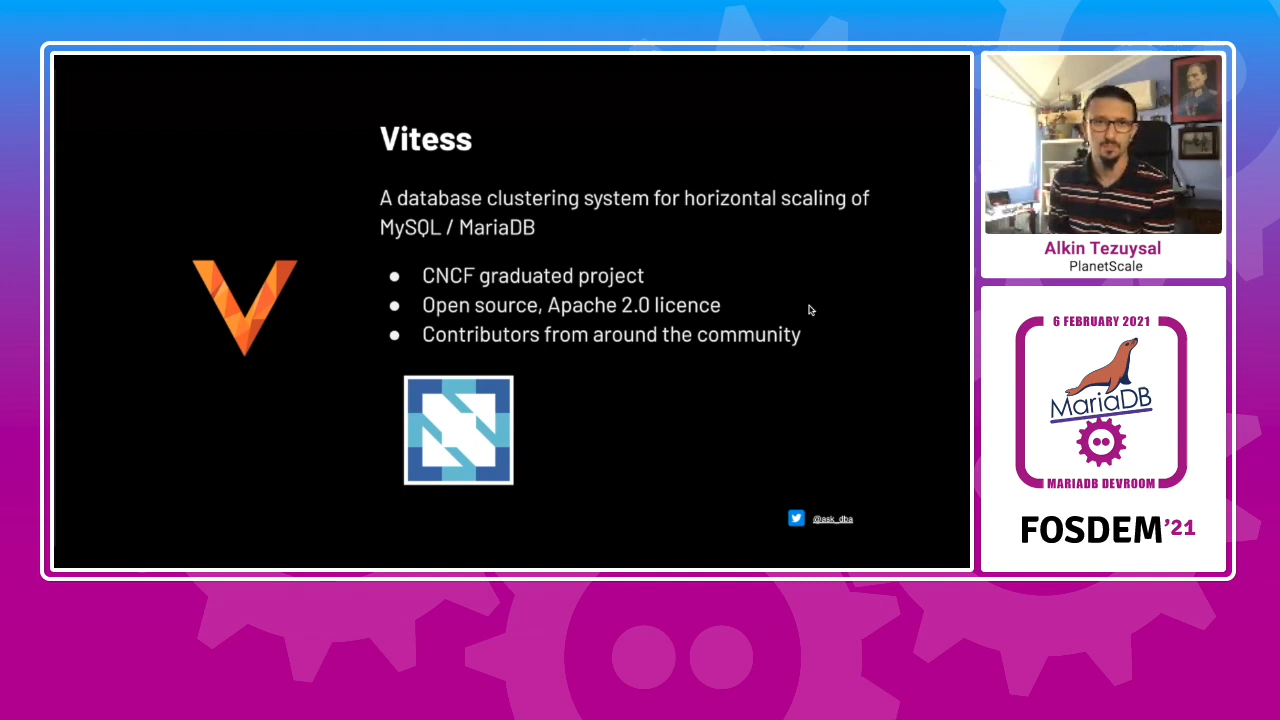 Vitess
A database clustering system for horizontal scaling of
MySQL / MariaDB
● CNCF graduated project
● Open source, Apache 2.0 licence
● Contributors from around the community
@ask_dba
Alkin Tezuysal
PlanetScale
6 FEBRUARY 2021
MariaDB
MARIADB DEVROOM
FOSDEM'21